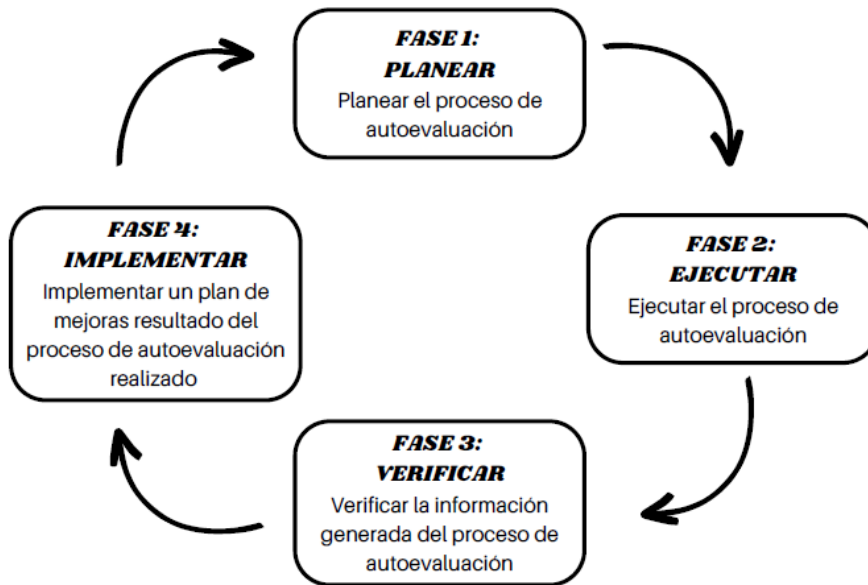 FASE 1:
PLANEAR
Planear el proceso de
autoevaluación
FASE 2:
EJECUTAR
Ejecutar el proceso de
autoevaluación
FASE 3:
VERIFICAR
Verificar la información
generada del proceso de
autoevaluación
FASE 4:
IMPLEMENTAR
Implementar un plan de
mejoras resultado del
proceso de autoevaluación
realizado